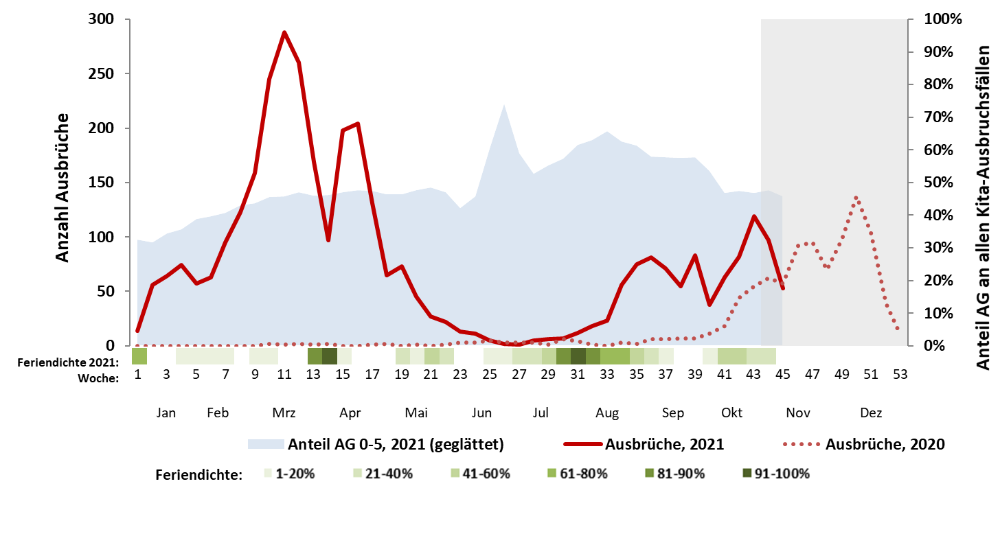 300
250
200
150
100
50
0
Anzahl Ausbrüche
100%
90%
80%
70%
60%
50%
40%
30%
20%
10%
0%
Anteil AG an allen Kita-Ausbruchsfällen
Feriendichte 2021:
Woche: 1 3 5 7 9 11 13 15 17 19 21 23 25 27 29 31 33 35 37 39 41 43 45 47 49 51 53
Jan Feb Mrz Apr Mai Jun Jul Aug Sep Okt Nov Dez
Anteil AG 0-5, 2021 (geglättet) Ausbrüche, 2021 Ausbrüche, 2020
Feriendichte: 1-20% 21-40% 41-60% 61-80% 81-90% 91-100%